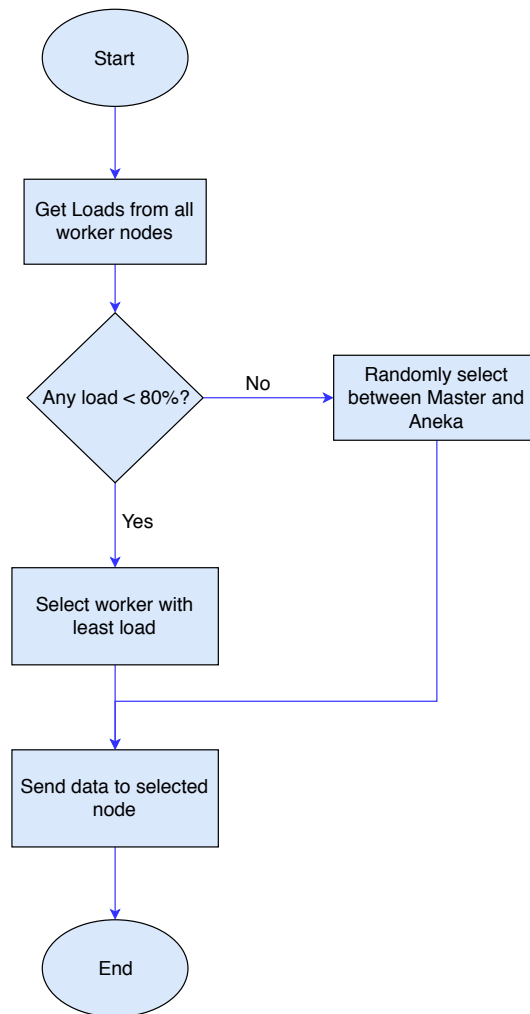 Start
Get Loads from all
worker nodes
Any load < 80%?
No
Randomly select
between Master and
Aneka
Yes
Select worker with
least load
Send data to selected
node
End